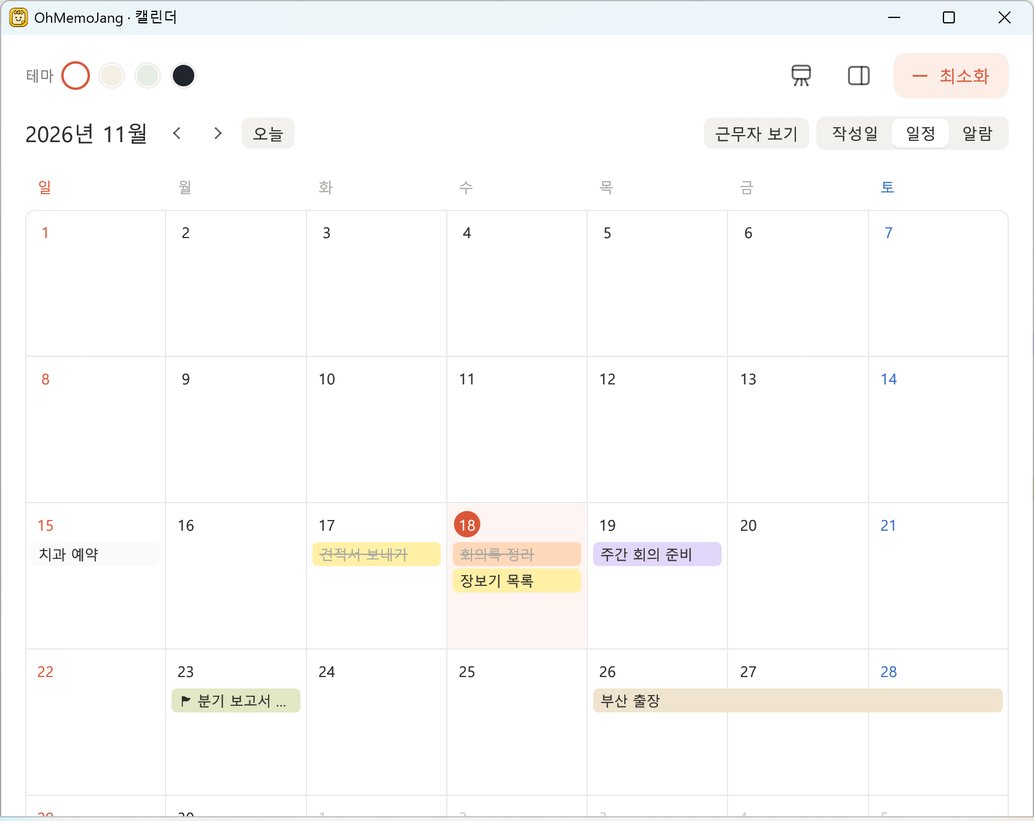 OhMemoJang · 캘린더
테마
최소화
2026년 11월
오늘
근무자 보기
작성일 일정 알람
일 월 화 수 목 금 토
1 2 3 4 5 6 7
8 9 10 11 12 13 14
15 16 17 18 19 20 21
치과 예약 견적서 보내기 회의록 정리 주간 회의 준비
장보기 목록
22 23 24 25 26 27 28
분기 보고서 ... 부산 출장